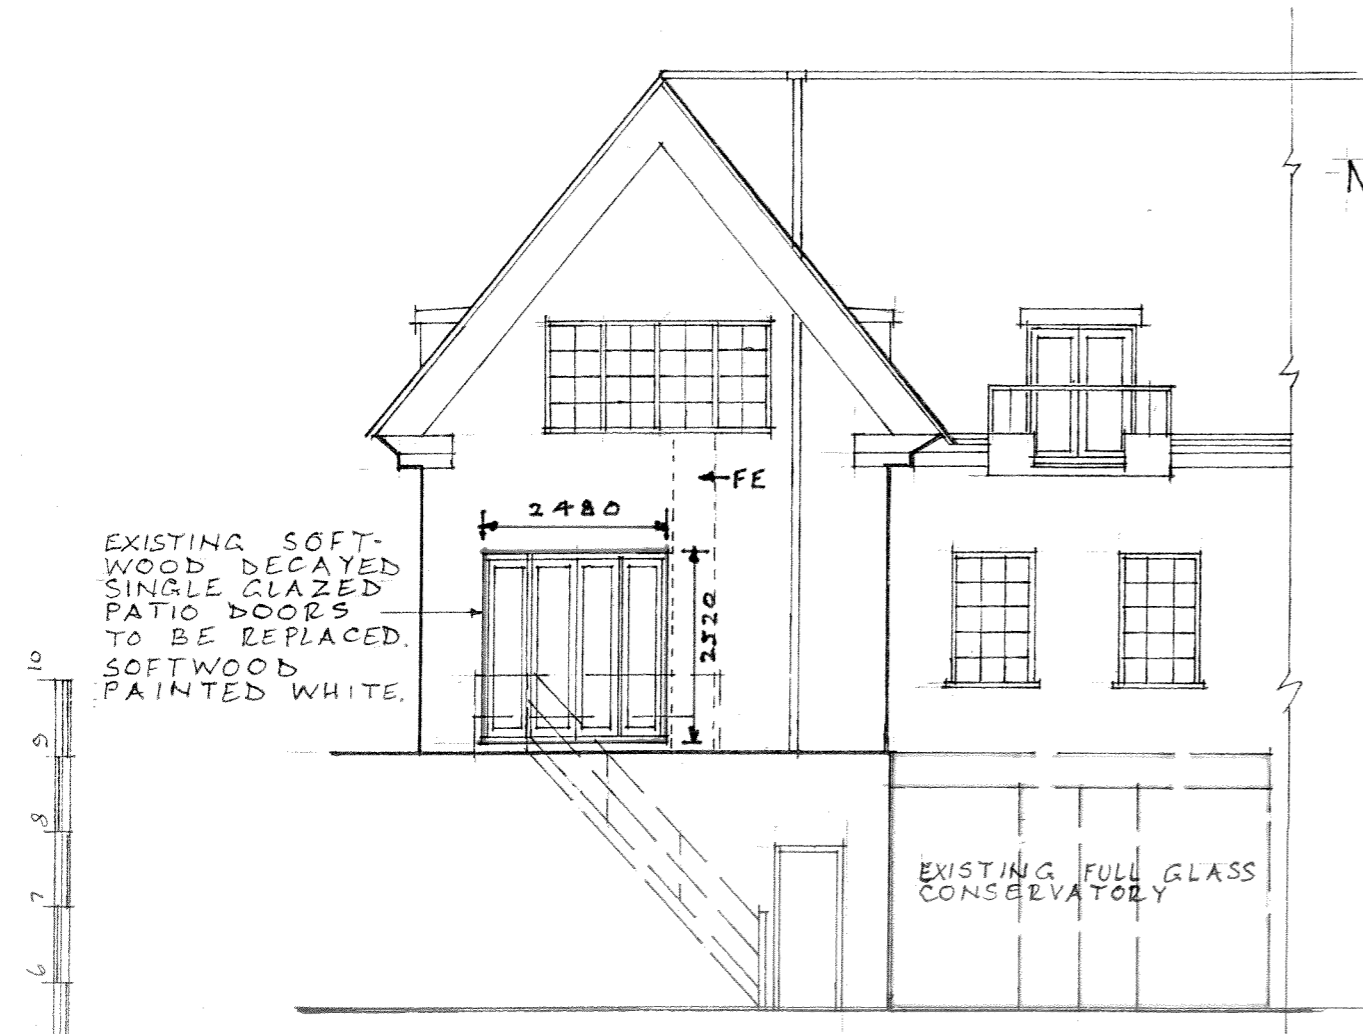 N
FE
2480
2520
EXISTING SOFT-
WOOD DECAYED
SINGLE GLAZED
PATIO DOORS
TO BE REPLACED.
SOFTWOOD
PAINTED WHITE.
10
9
8
7
6
EXISTING FULL GLASS
CONSERVATORY